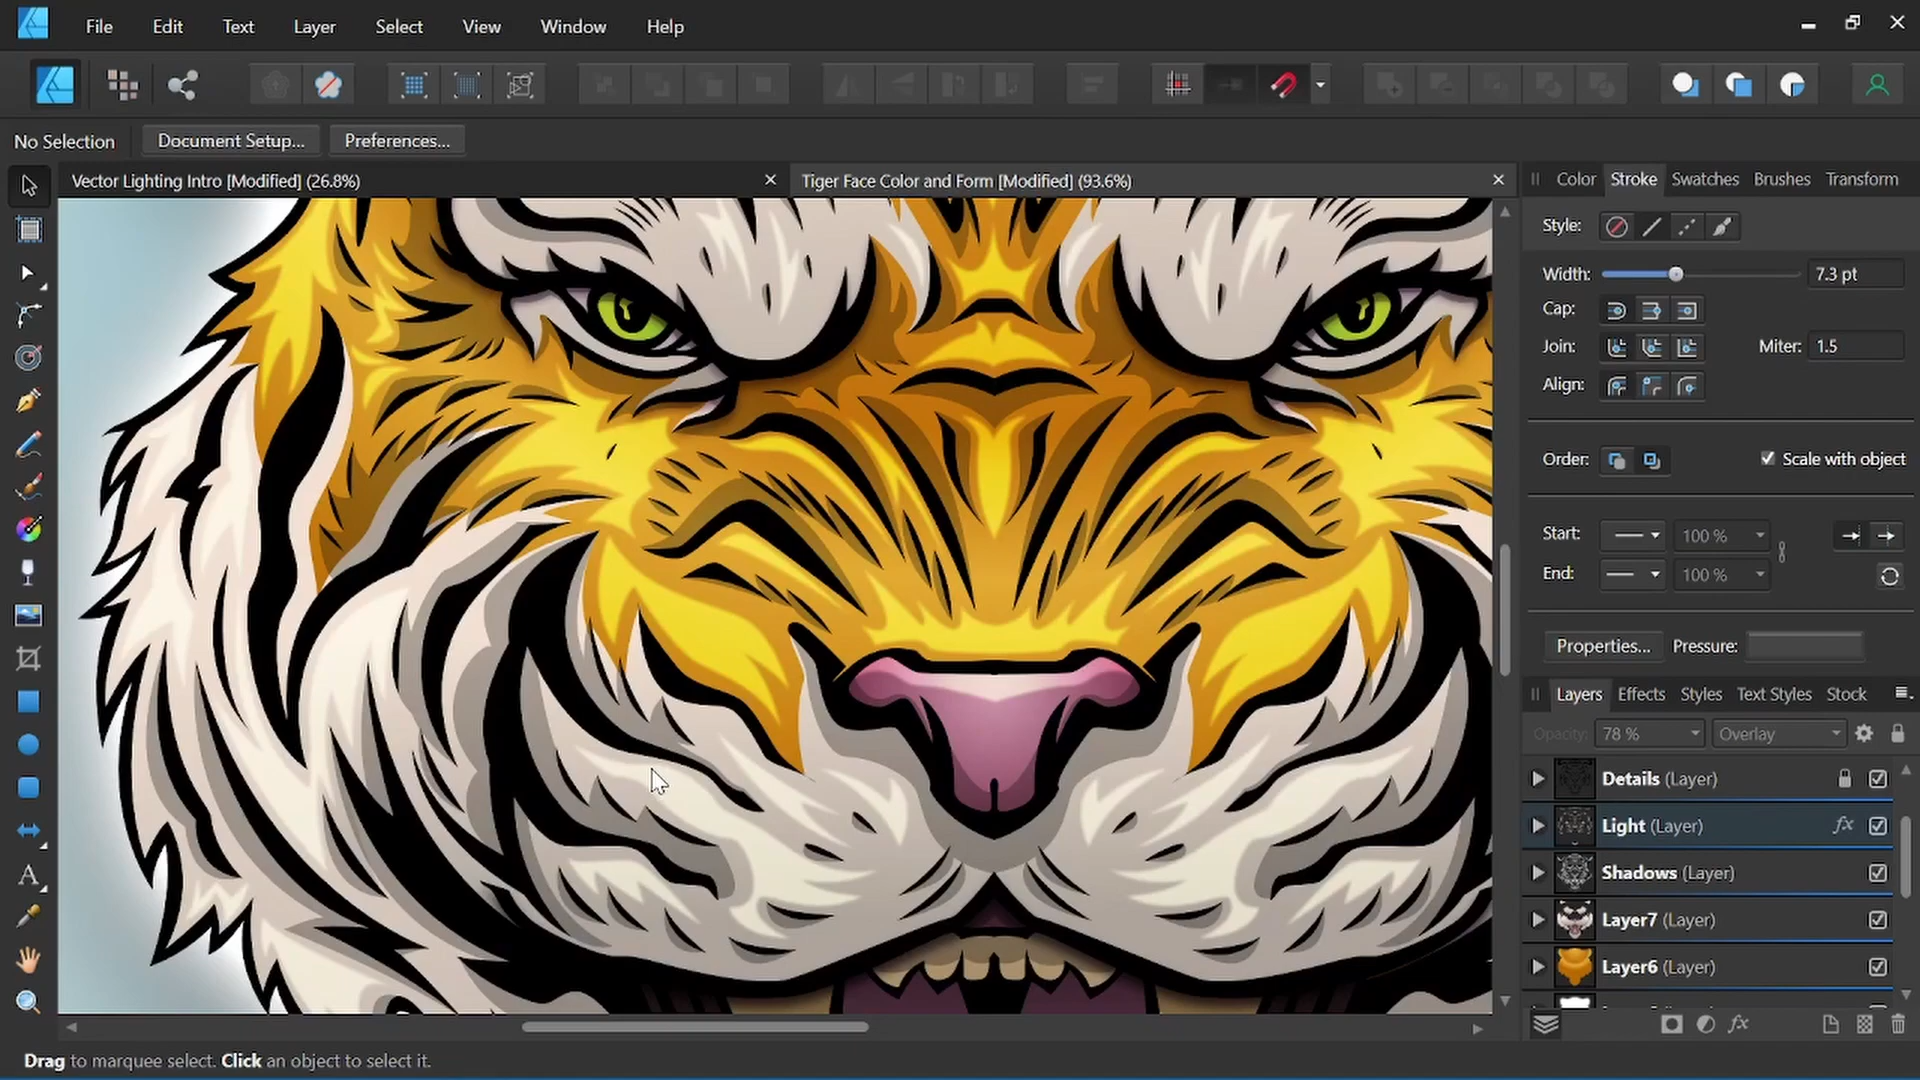 File Edit Text Layer Select View Window Help
No Selection Document Setup... Preferences...
Vector Lighting Intro [Modified] (26.8%)
Tiger Face Color and Form [Modified] (93.6%)
Color Stroke Swatches Brushes Transform
Style:
Width: 7.3 pt
Cap:
Join: Miter: 1.5
Align:
Order: Scale with object
Start: 100 %
End: 100 %
Properties... Pressure:
Layers Effects Styles Text Styles Stock
Opacity: 78 % Overlay
Details (Layer)
Light (Layer) fx
Shadows (Layer)
Layer7 (Layer)
Layer6 (Layer)
fx
A
Drag to marquee select. Click an object to select it.